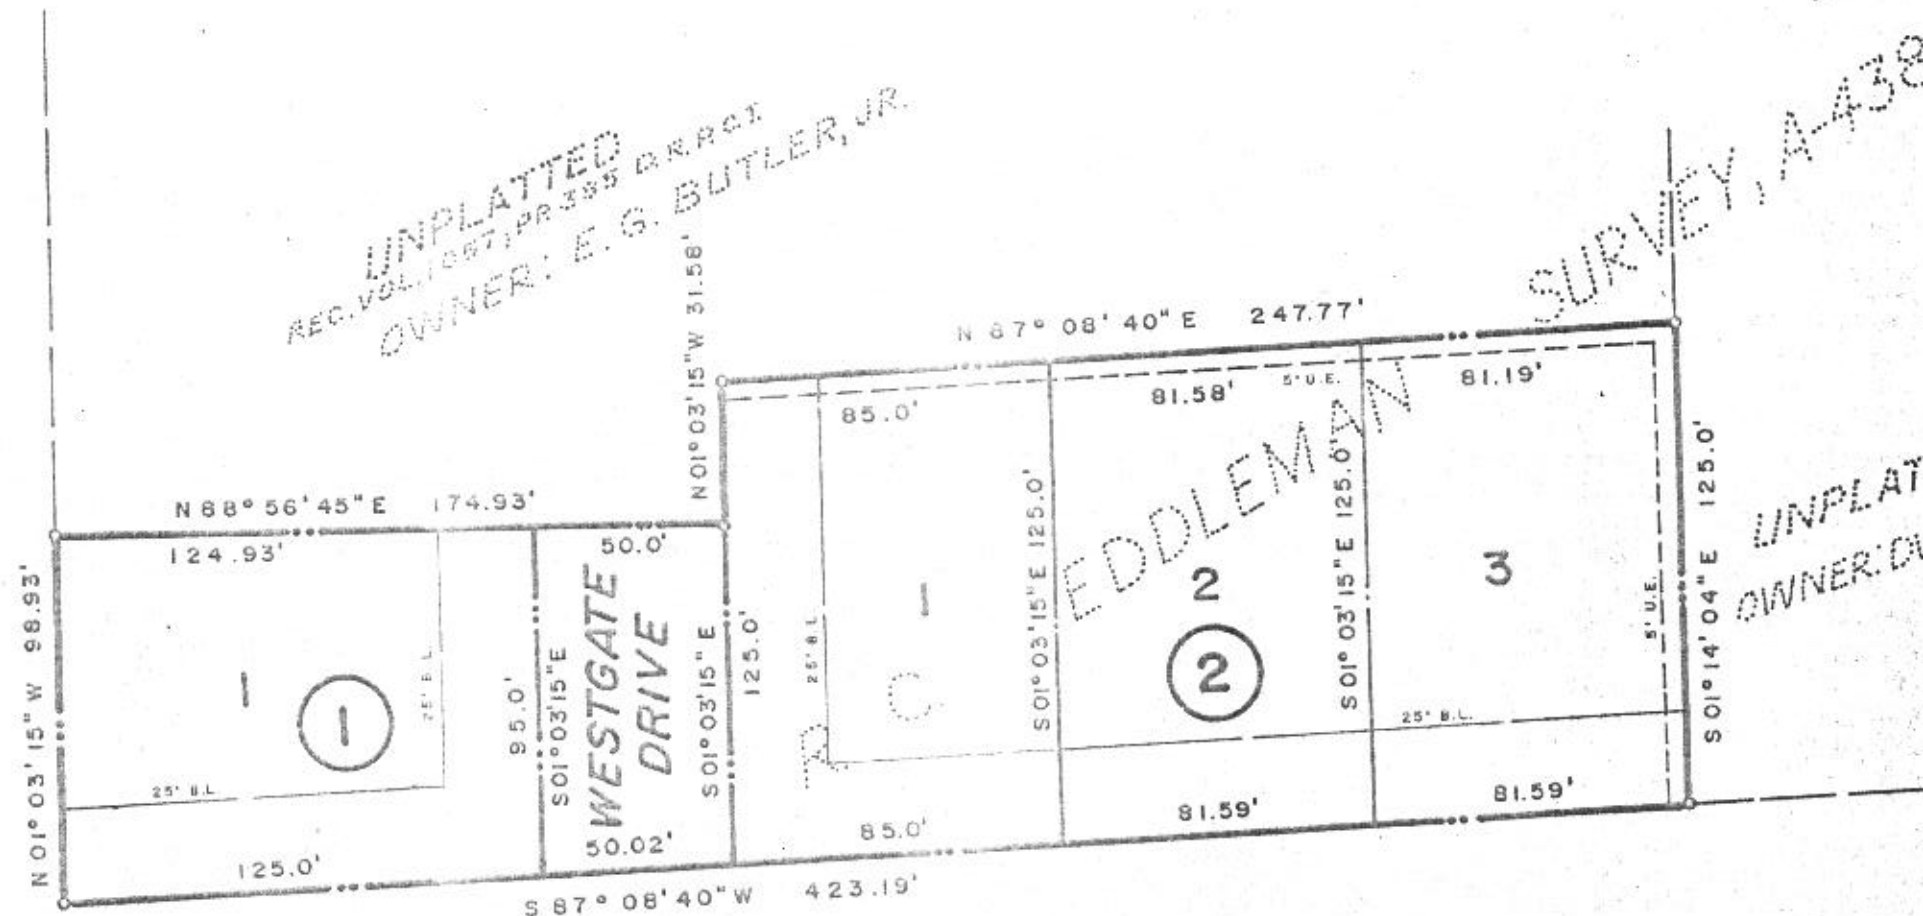 UNPLATTED
REC. VOL. 1057, PR 385 D.R.P.C.T.
OWNER: E. G. BUTLER, JR.
SURVEY, A-438
N 01° 03' 15" W 31.58'
N 87° 08' 40" E 247.77'
85.0'
81.58'
5' U.E.
81.19'
N 88° 56' 45" E 174.93'
124.93'
50.0'
N 01° 03' 15" W 98.93'
1
1
25' B.L.
25' B.L.
95.0'
S 01° 03' 15" E
WESTGATE
DRIVE
S 01° 03' 15" E
125.0'
25' B.L.
1
R. C. EDDLEMAN
S 01° 03' 15" E 125.0'
2
2
S 01° 03' 15" E 125.0'
3
5' U.E.
25' B.L.
S 01° 14' 04" E 125.0'
UNPLAT
OWNER: DU
125.0'
50.02'
85.0'
81.59'
81.59'
S 87° 08' 40" W 423.19'